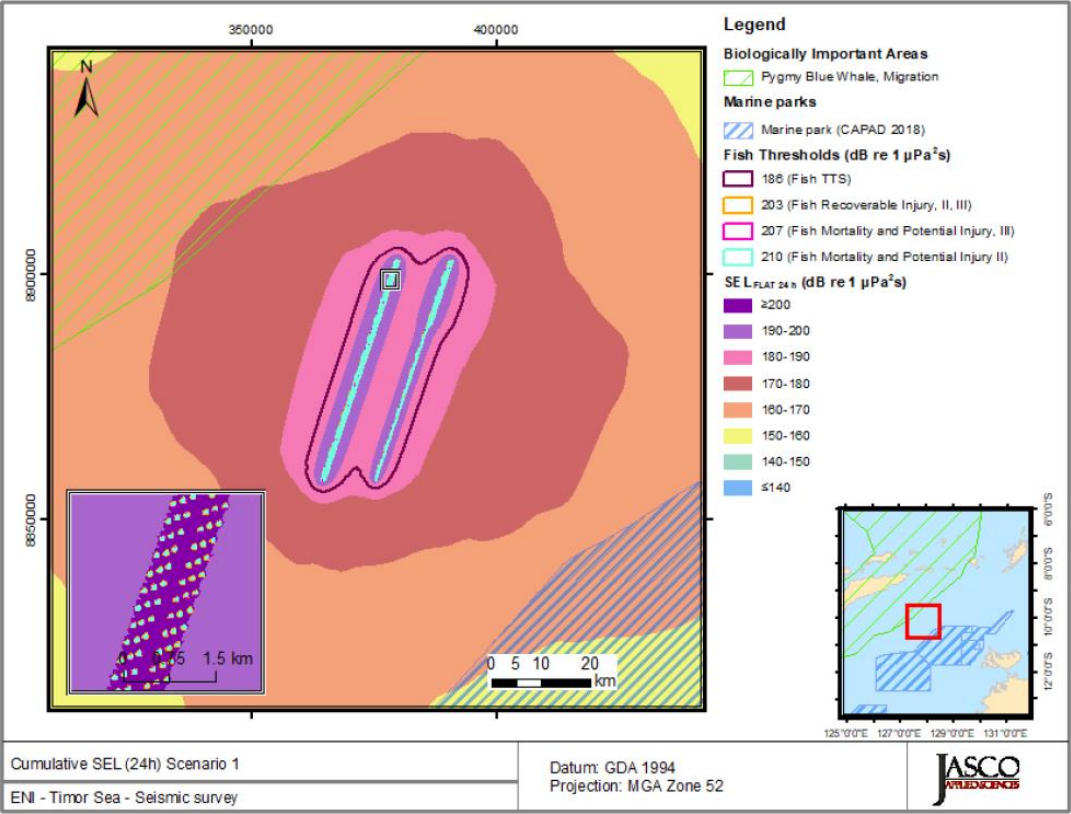 350000
400000
N
8900000
8850000
0 0.75 1.5 km
0 5 10 20
km
Legend
Biologically Important Areas
Pygmy Blue Whale, Migration
Marine parks
Marine park (CAPAD 2018)
Fish Thresholds (dB re 1 µPa²s)
186 (Fish TTS)
203 (Fish Recoverable Injury, II, III)
207 (Fish Mortality and Potential Injury, III)
210 (Fish Mortality and Potential Injury II)
SEL FLAT 24 h (dB re 1 µPa²s)
≥200
190-200
180-190
170-180
160-170
150-160
140-150
≤140
6°0'0"S
8°0'0"S
10°0'0"S
12°0'0"S
125°0'0"E 127°0'0"E 129°0'0"E 131°0'0"E
Cumulative SEL (24h) Scenario 1
ENI - Timor Sea - Seismic survey
Datum: GDA 1994
Projection: MGA Zone 52
JASCO
APPLIED SCIENCES